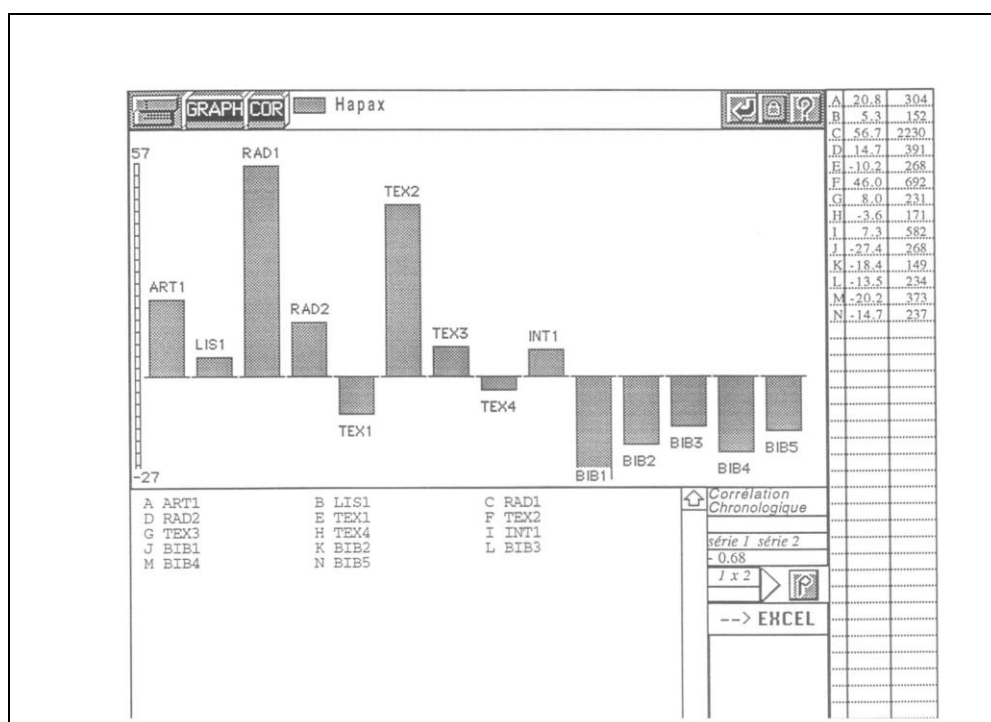 GRAPH COR Hapax
57
RAD1
TEX2
ART1
RAD2
LIS1
TEX3
INT1
TEX4
TEX1
BIB3
BIB5
BIB2
BIB4
BIB1
-27
A 20.8 304
B 5.3 152
C 56.7 2230
D 14.7 391
E -10.2 268
F 46.0 692
G 8.0 231
H -3.6 171
I 7.3 582
J -27.4 268
K -18.4 149
L -13.5 234
M -20.2 373
N -14.7 237
A ART1 B LIS1 C RAD1
D RAD2 E TEX1 F TEX2
G TEX3 H TEX4 I INT1
J BIB1 K BIB2 L BIB3
M BIB4 N BIB5
Corrélation
Chronologique
série 1 série 2
- 0.68
1 x 2
P
--> EXCEL